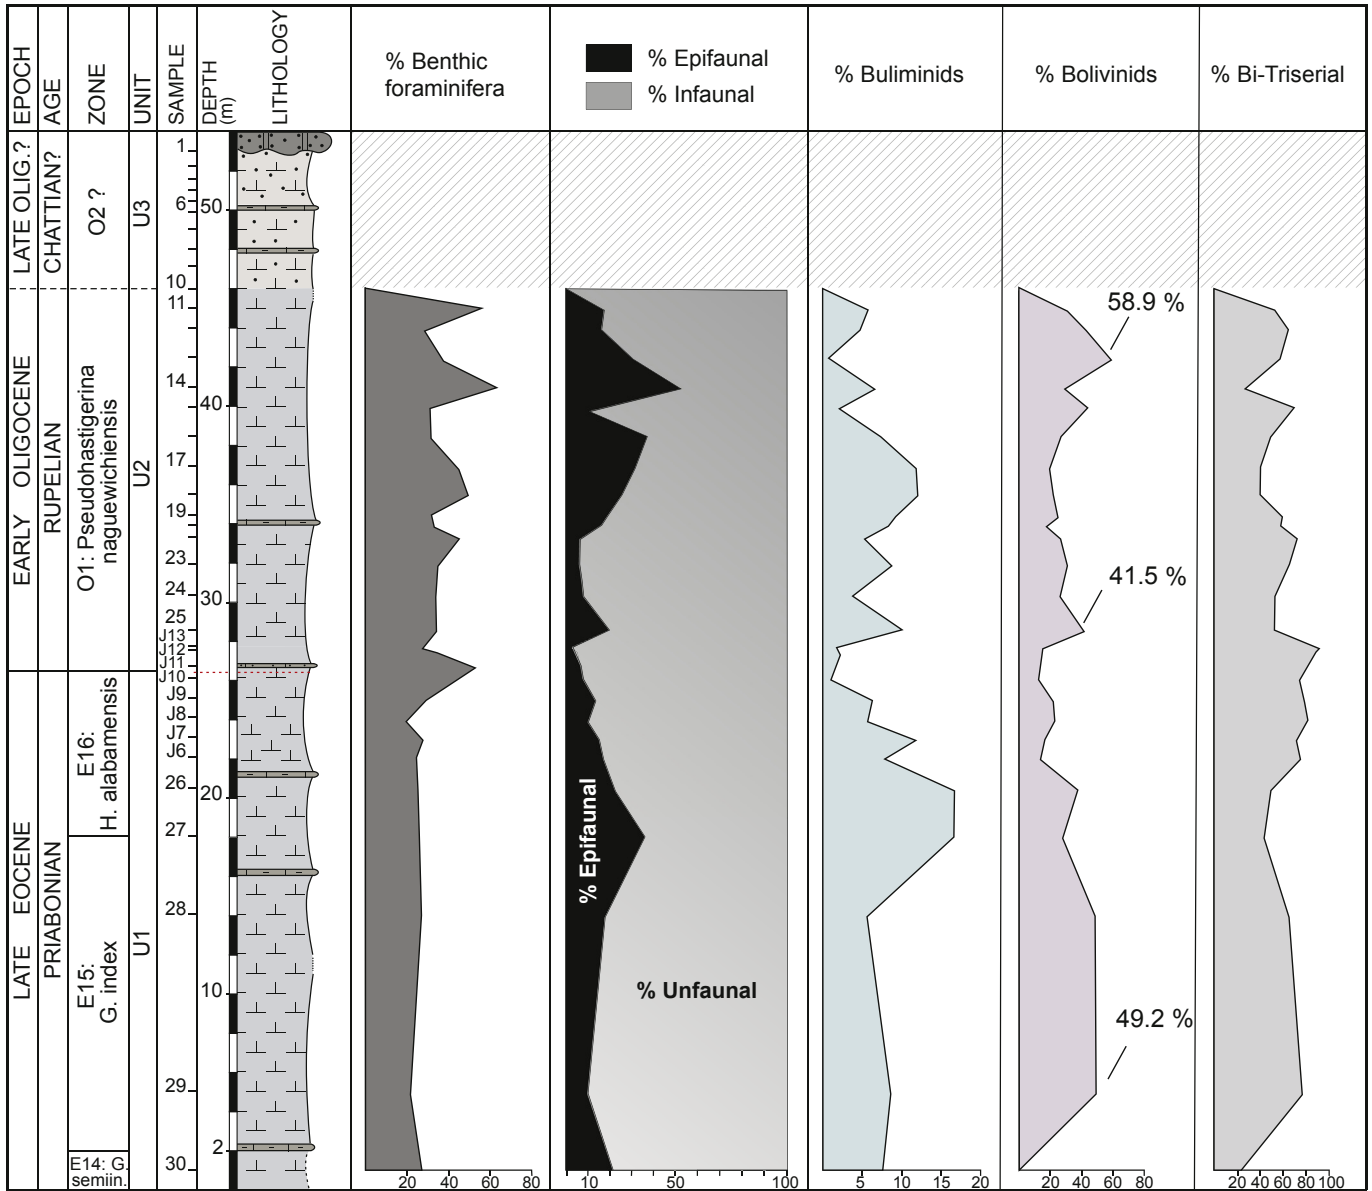 EPOCH
AGE
ZONE
UNIT
SAMPLE
DEPTH
(m)
LITHOLOGY
% Benthic
foraminifera
% Epifaunal
% Infaunal
% Buliminids
% Bolivinids
% Bi-Triserial
LATE OLIG.?
CHATTIAN?
O2 ?
U3
EARLY OLIGOCENE
RUPELIAN
O1: Pseudohastigerina
naguewichiensis
U2
LATE EOCENE
PRIABONIAN
E16:
H. alabamensis
E15:
G. index
E14: G.
semiin.
U1
1
6
10
11
14
17
19
23
24
25
J13
J12
J11
J10
J9
J8
J7
J6
26
27
28
29
30
50
40
30
20
10
2
58.9 %
41.5 %
49.2 %
% Epifaunal
% Unfaunal
20 40 60 80
10 50 100
5 10 15 20
20 40 60 80
20 40 60 80 100